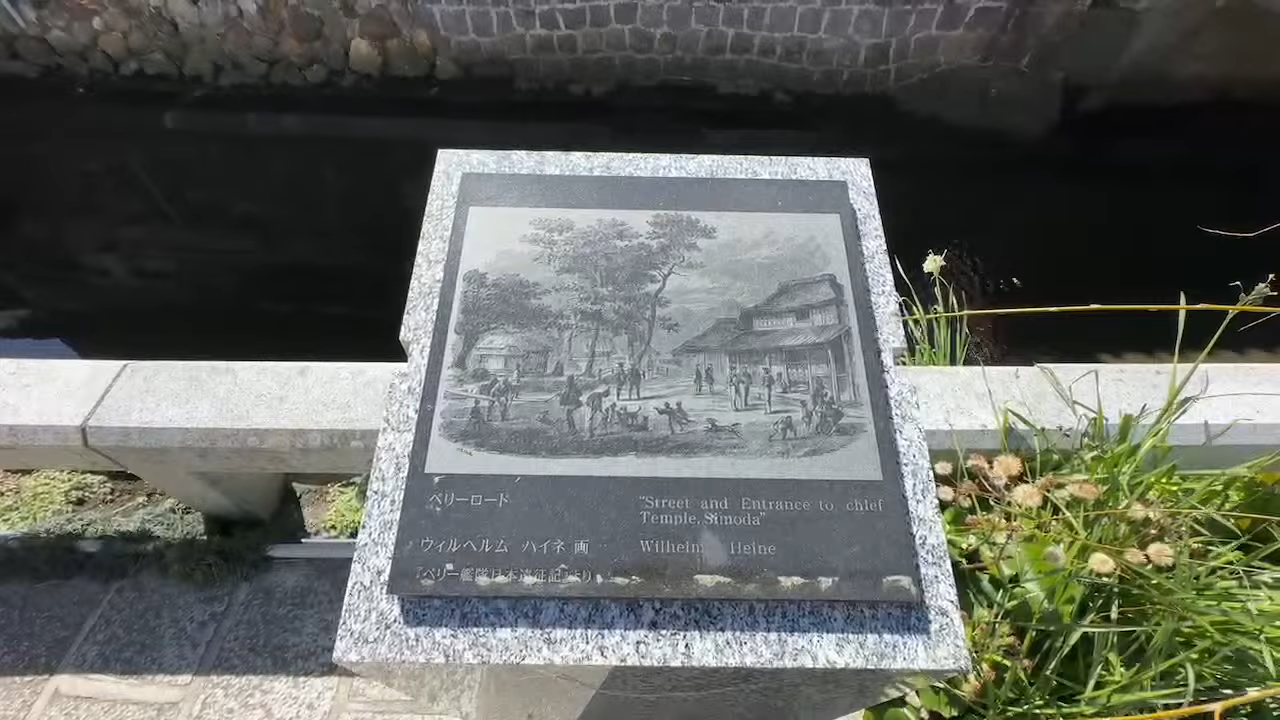 ペリーロード
"Street and Entrance to chief
Temple, Simoda"
ウィルヘルム ハイネ 画
Wilhelm Heine
『ペリー艦隊日本遠征記』より